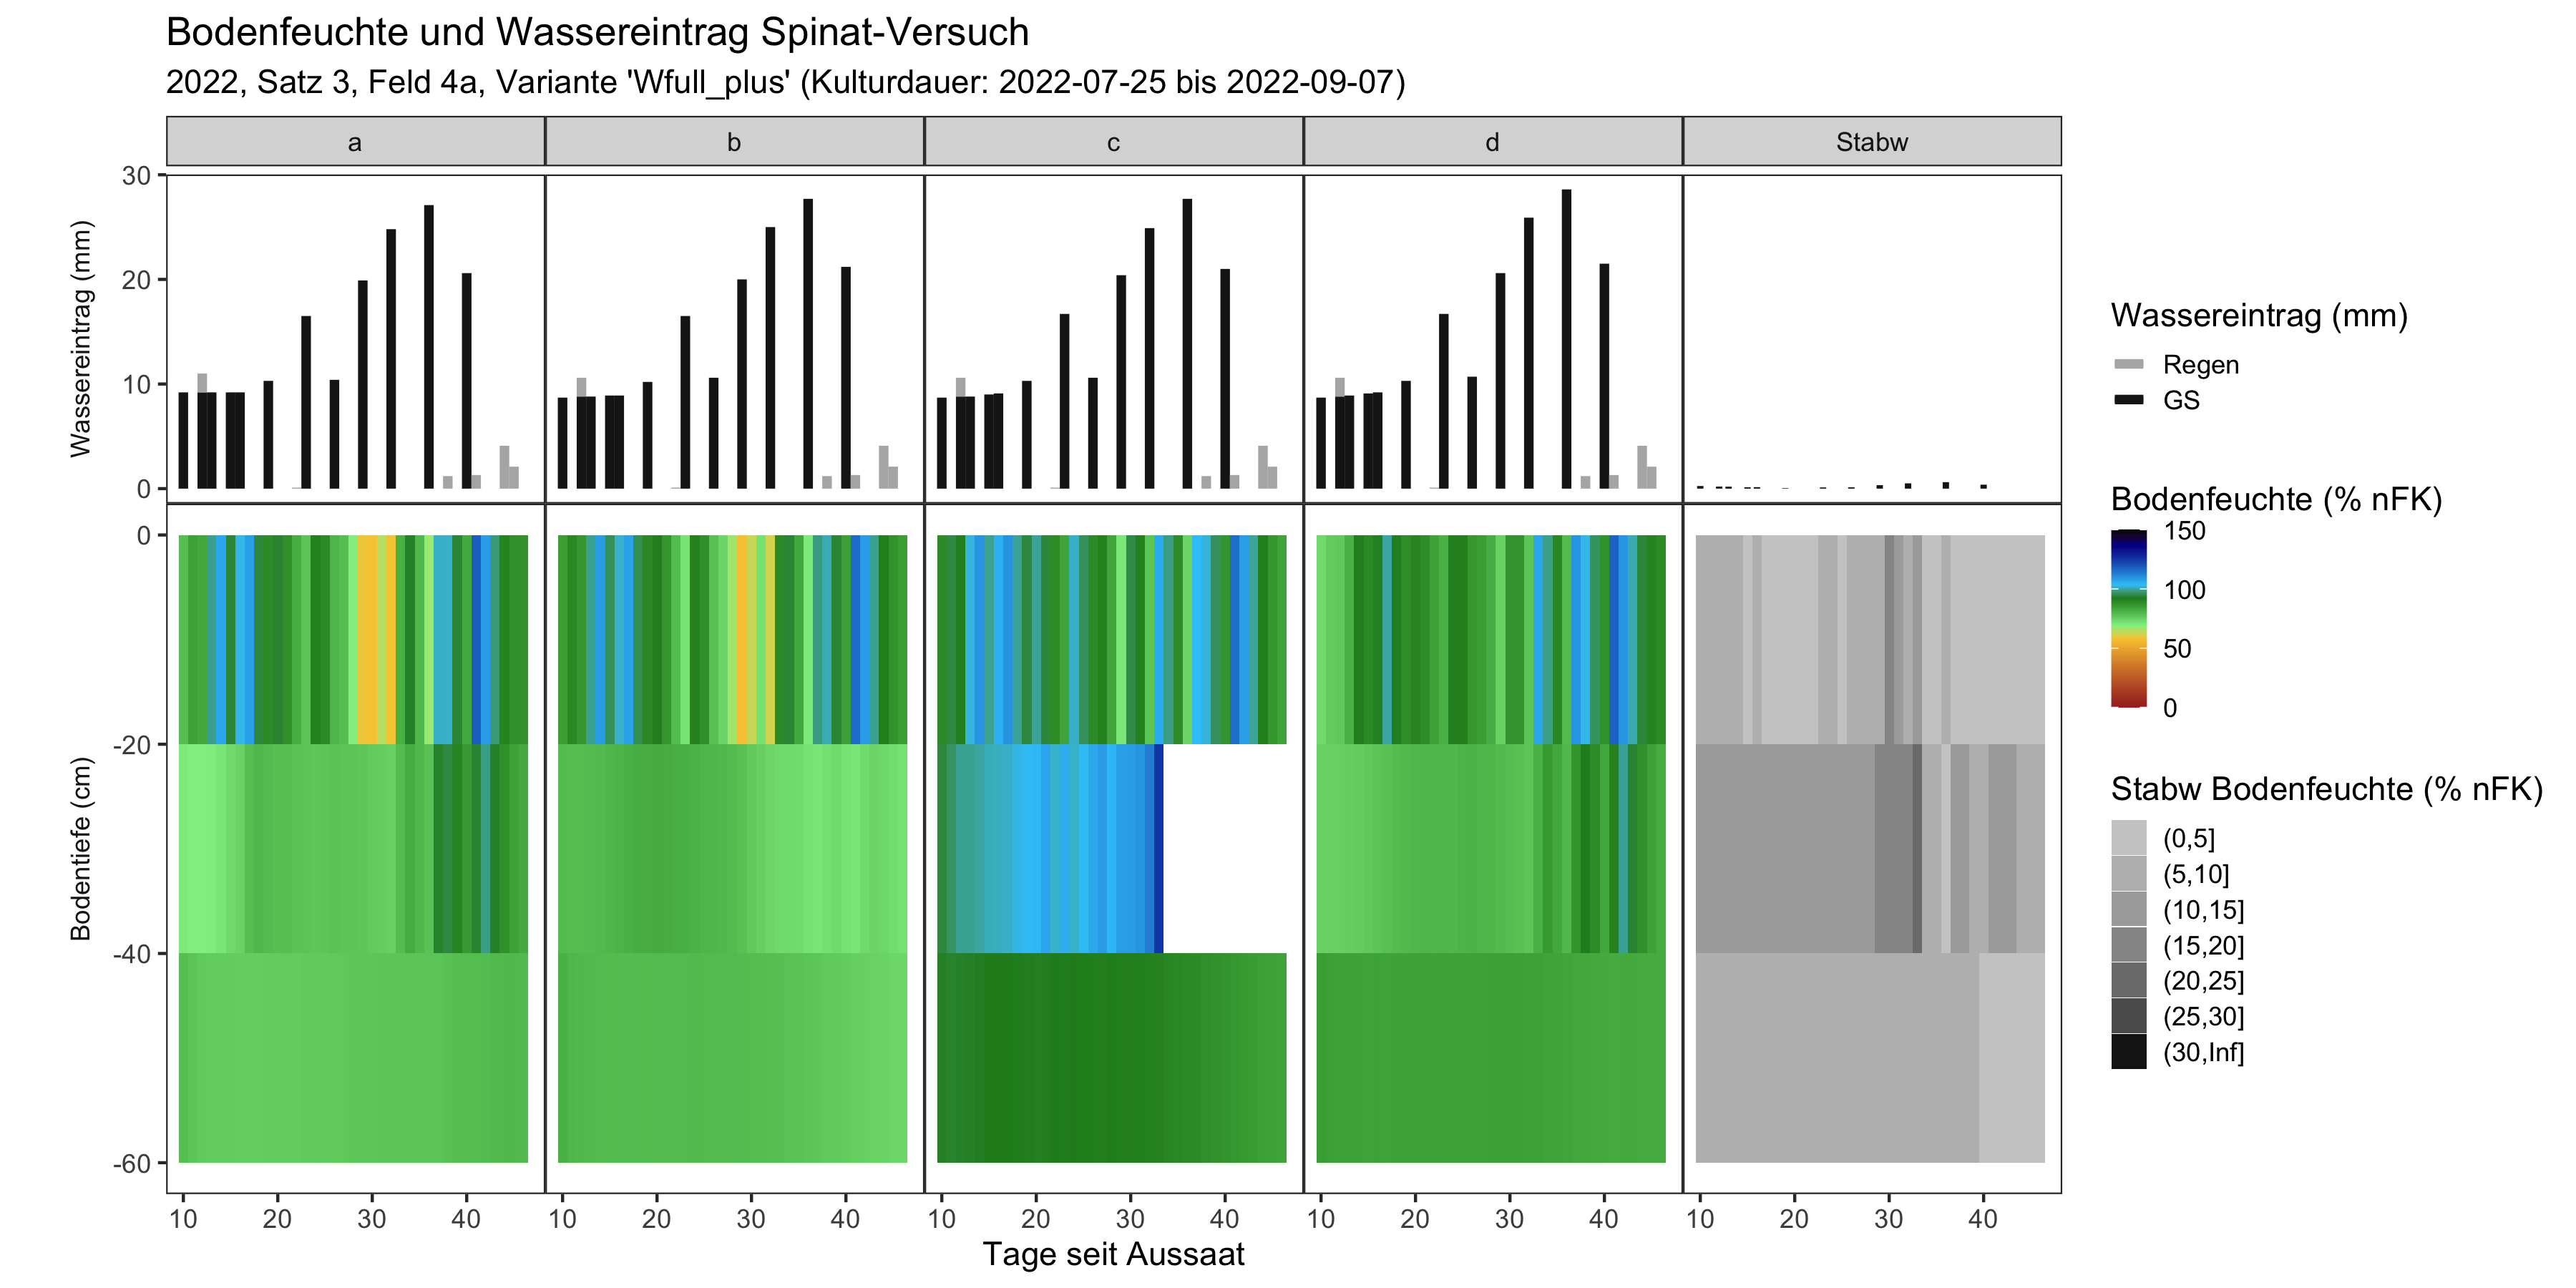 Bodenfeuchte und Wassereintrag Spinat-Versuch
2022, Satz 3, Feld 4a, Variante 'Wfull_plus' (Kulturdauer: 2022-07-25 bis 2022-09-07)
a b c d Stabw
Wassereintrag (mm)
30
20
10
0
Bodentiefe (cm)
0
-20
-40
-60
10 20 30 40 10 20 30 40 10 20 30 40 10 20 30 40 10 20 30 40
Tage seit Aussaat
Wassereintrag (mm)
Regen
GS
Bodenfeuchte (% nFK)
150
100
50
0
Stabw Bodenfeuchte (% nFK)
(0,5]
(5,10]
(10,15]
(15,20]
(20,25]
(25,30]
(30,Inf]